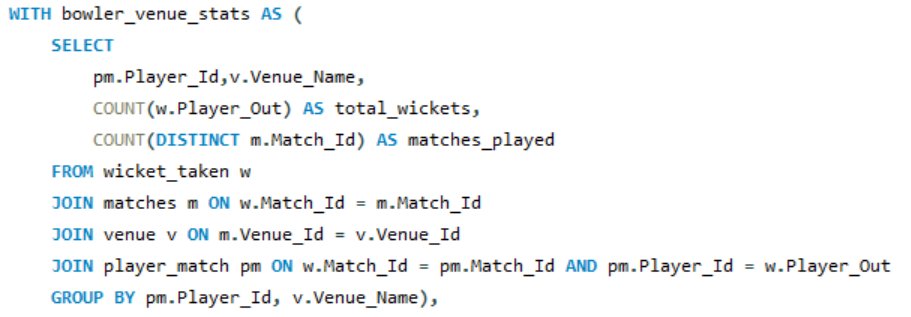 WITH bowler_venue_stats AS (
SELECT
pm.Player_Id,v.Venue_Name,
COUNT(w.Player_Out) AS total_wickets,
COUNT(DISTINCT m.Match_Id) AS matches_played
FROM wicket_taken w
JOIN matches m ON w.Match_Id = m.Match_Id
JOIN venue v ON m.Venue_Id = v.Venue_Id
JOIN player_match pm ON w.Match_Id = pm.Match_Id AND pm.Player_Id = w.Player_Out
GROUP BY pm.Player_Id, v.Venue_Name),